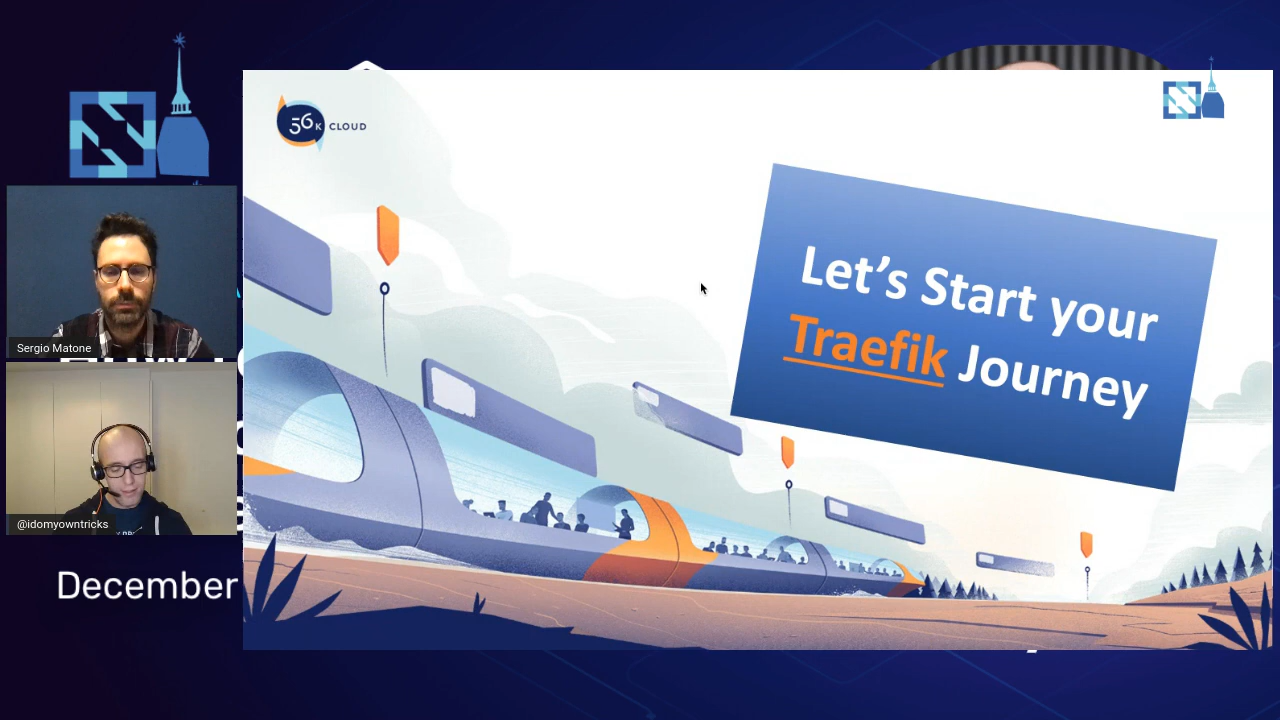 56K CLOUD
Let's Start your
Traefik Journey
Sergio Matone
@idomyowntricks
December